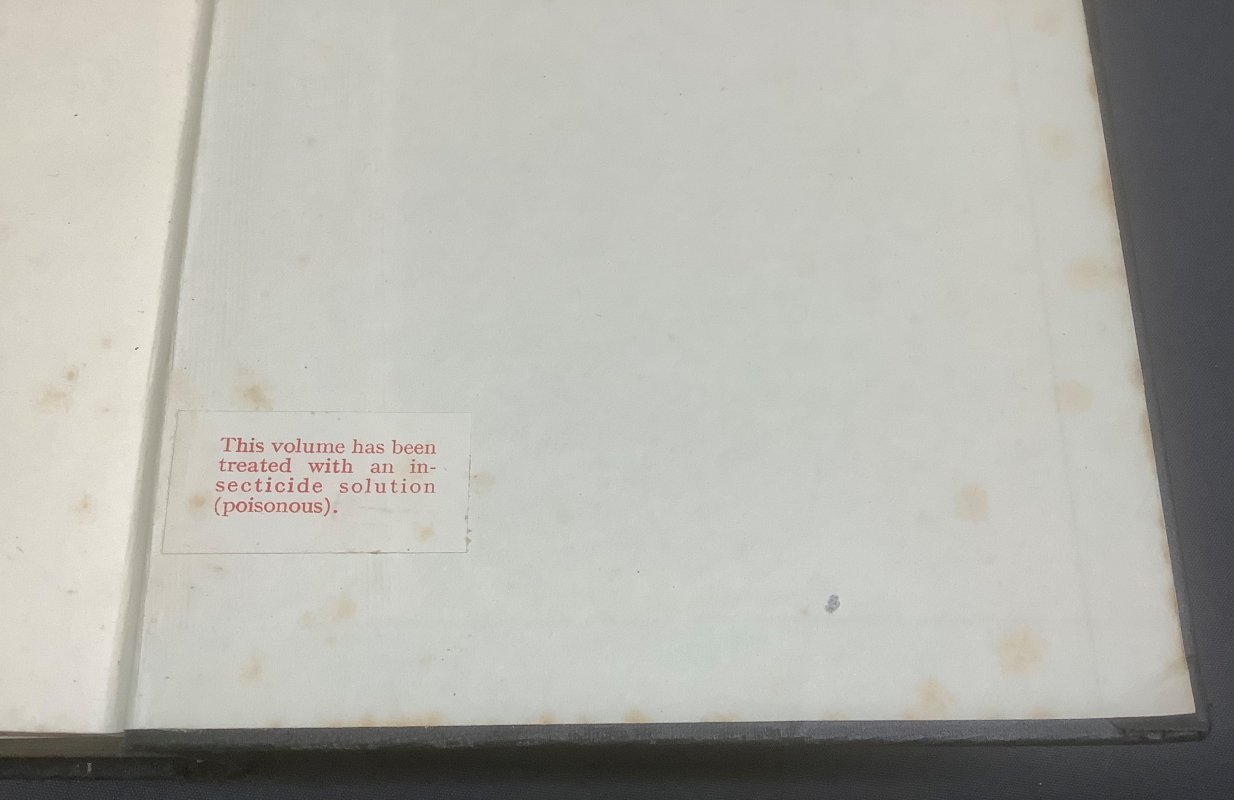 This volume has been
treated with an in-
secticide solution
(poisonous).